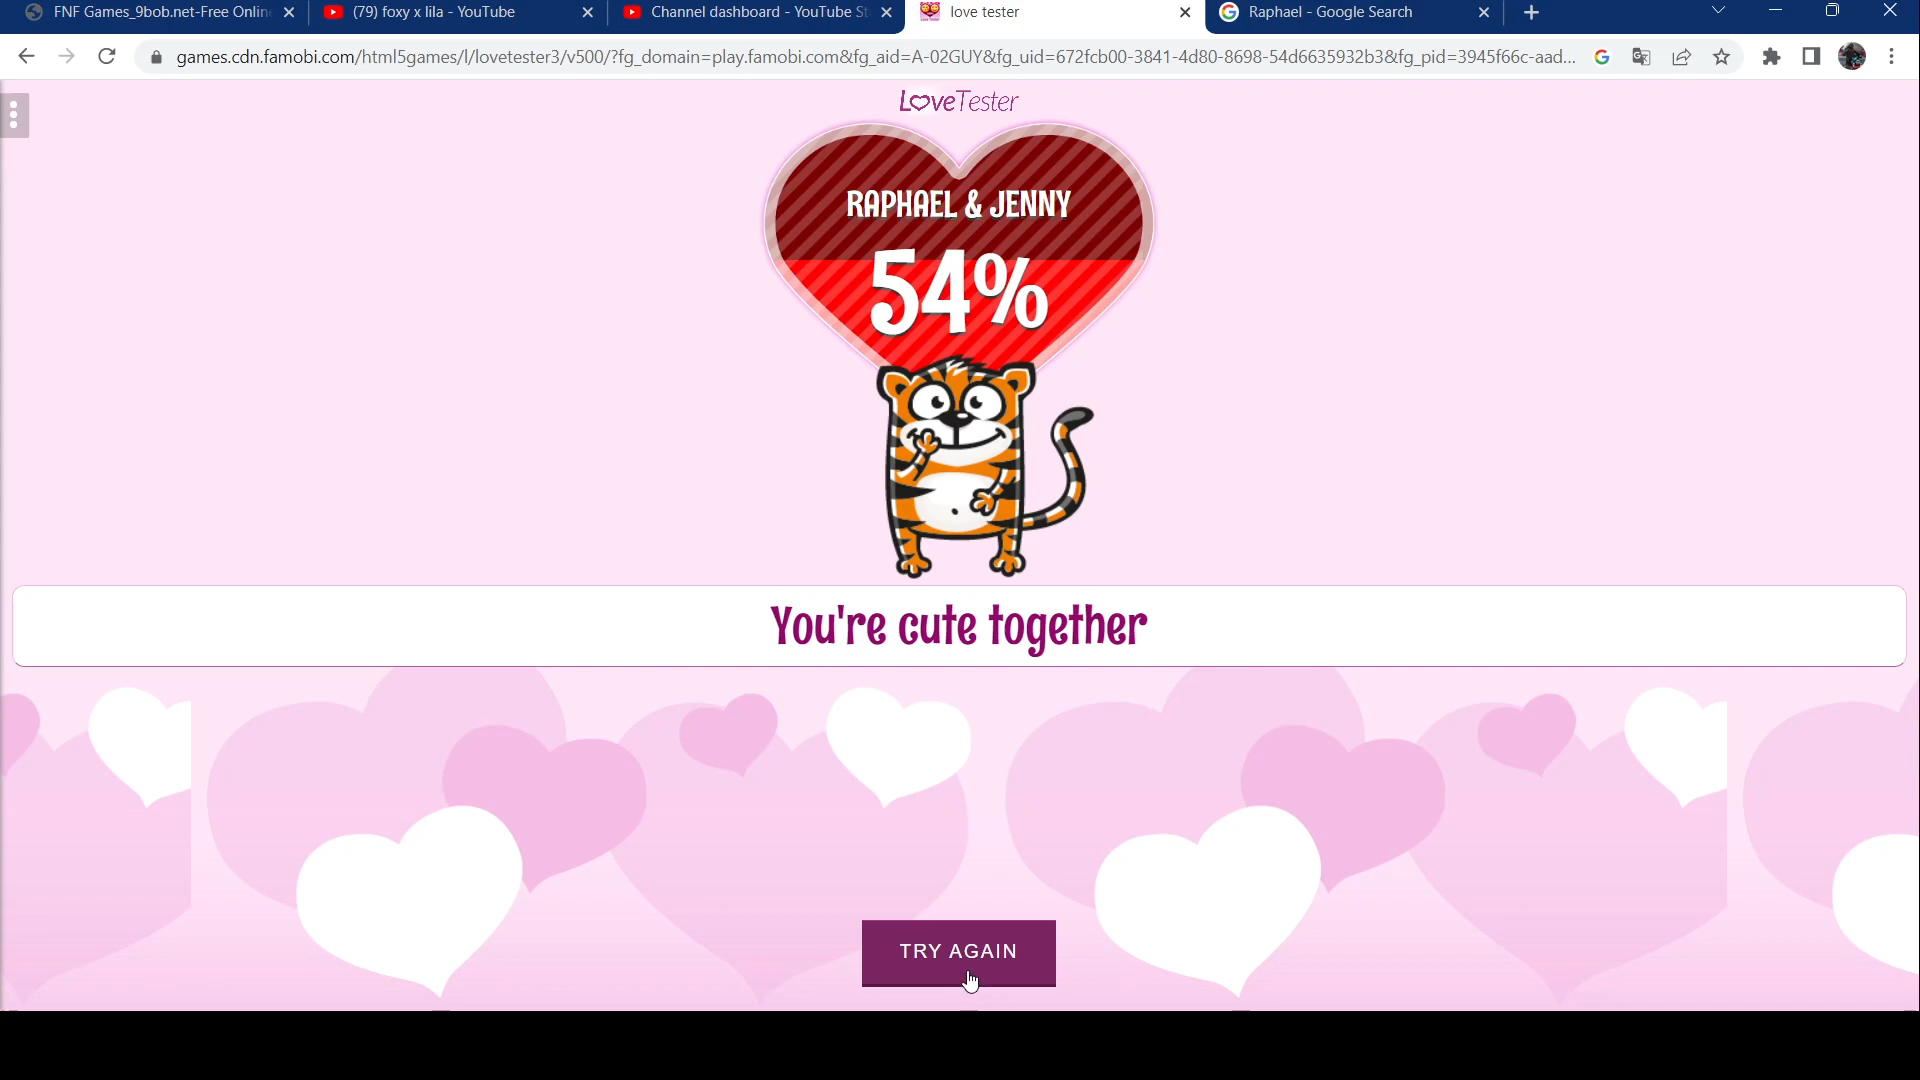 FNF Games_9bob.net-Free Onlin
(79) foxy x lila - YouTube
Channel dashboard - YouTube St
love tester
Raphael - Google Search
games.cdn.famobi.com/html5games/l/lovetester3/v500/?fg_domain=play.famobi.com&fg_aid=A-02GUY&fg_uid=672fcb00-3841-4d80-8698-54d6635932b3&fg_pid=3945f66c-aad...
LoveTester
RAPHAEL & JENNY
54%
You're cute together
TRY AGAIN